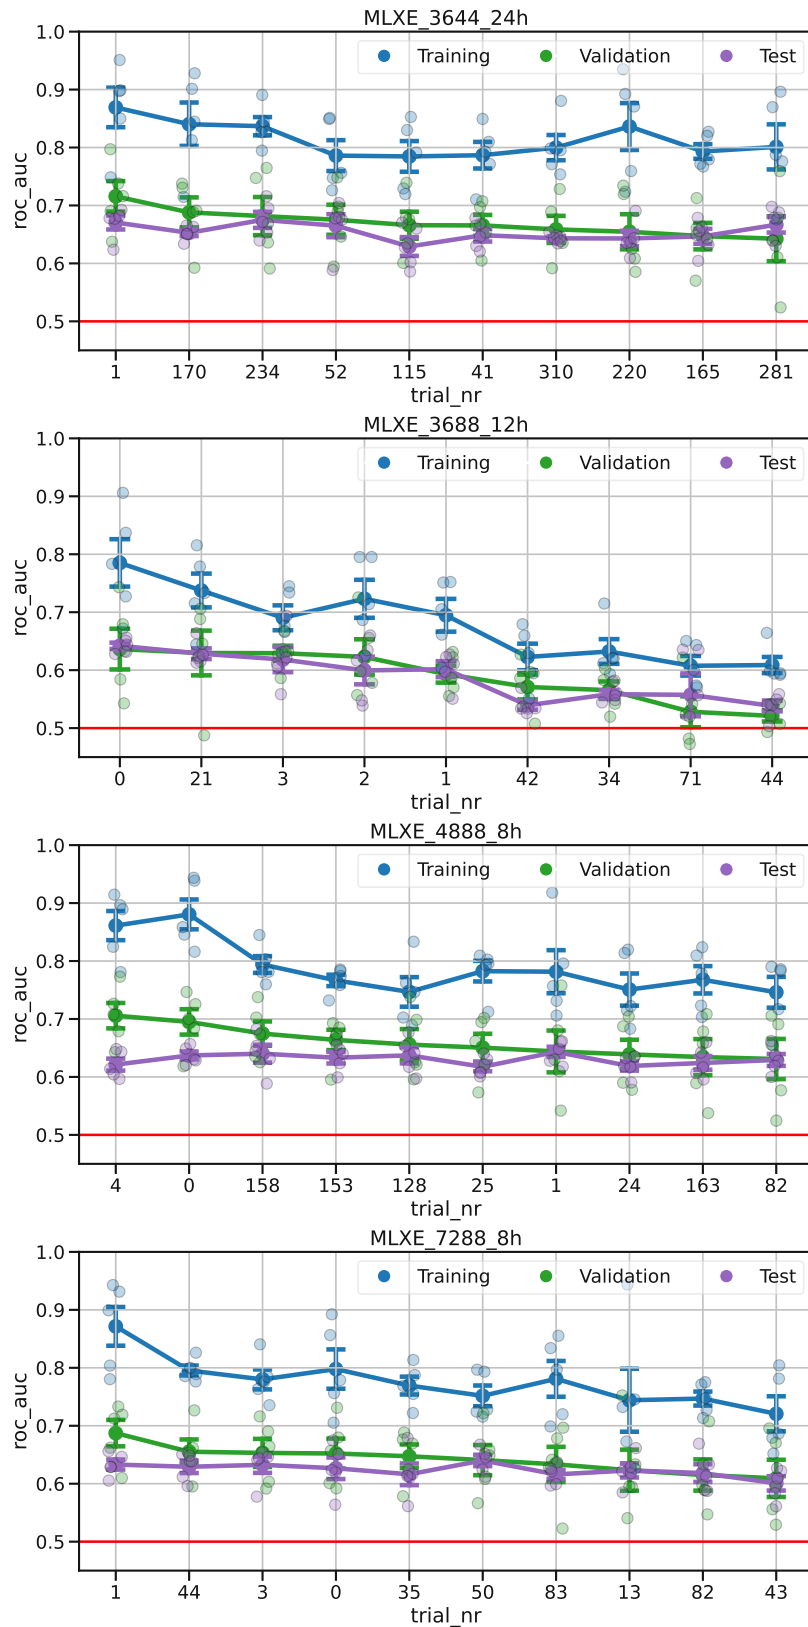 MLXE_3644_24h
Training Validation Test
1.0
0.9
0.8
0.7
0.6
0.5
roc_auc
1 170 234 52 115 41 310 220 165 281
trial_nr
MLXE_3688_12h
Training Validation Test
1.0
0.9
0.8
0.7
0.6
0.5
roc_auc
0 21 3 2 1 42 34 71 44
trial_nr
MLXE_4888_8h
Training Validation Test
1.0
0.9
0.8
0.7
0.6
0.5
roc_auc
4 0 158 153 128 25 1 24 163 82
trial_nr
MLXE_7288_8h
Training Validation Test
1.0
0.9
0.8
0.7
0.6
0.5
roc_auc
1 44 3 0 35 50 83 13 82 43
trial_nr